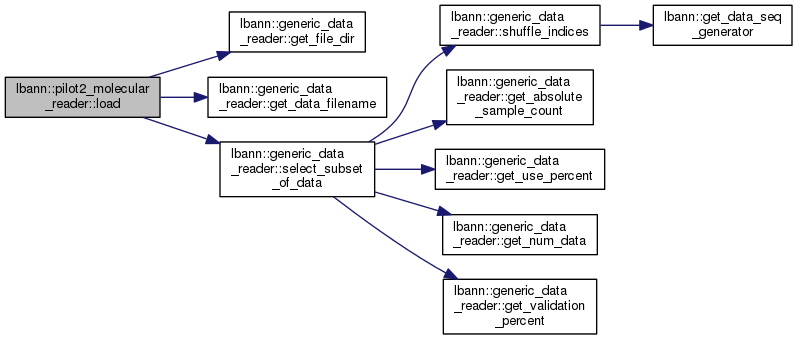 lbann::pilot2_molecular
_reader::load
lbann::generic_data
_reader::get_file_dir
lbann::generic_data
_reader::get_data_filename
lbann::generic_data
_reader::select_subset
_of_data
lbann::generic_data
_reader::shuffle_indices
lbann::get_data_seq
_generator
lbann::generic_data
_reader::get_absolute
_sample_count
lbann::generic_data
_reader::get_use_percent
lbann::generic_data
_reader::get_num_data
lbann::generic_data
_reader::get_validation
_percent